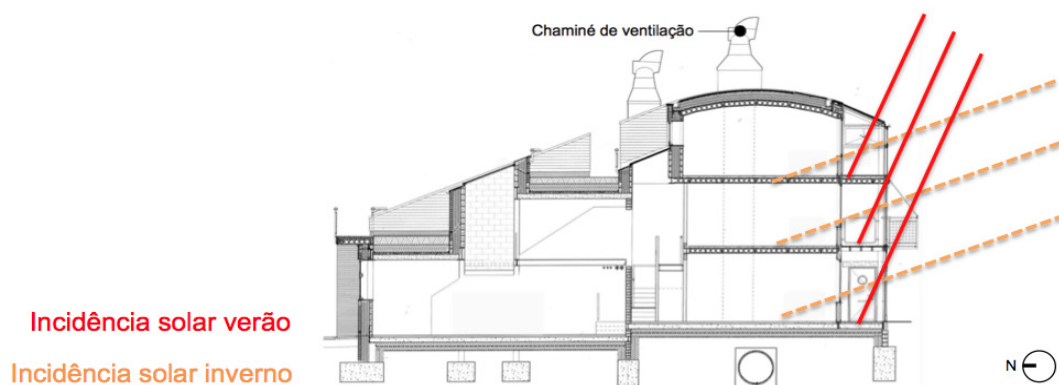 Chaminé de ventilação
Incidência solar verão
Incidência solar inverno
N